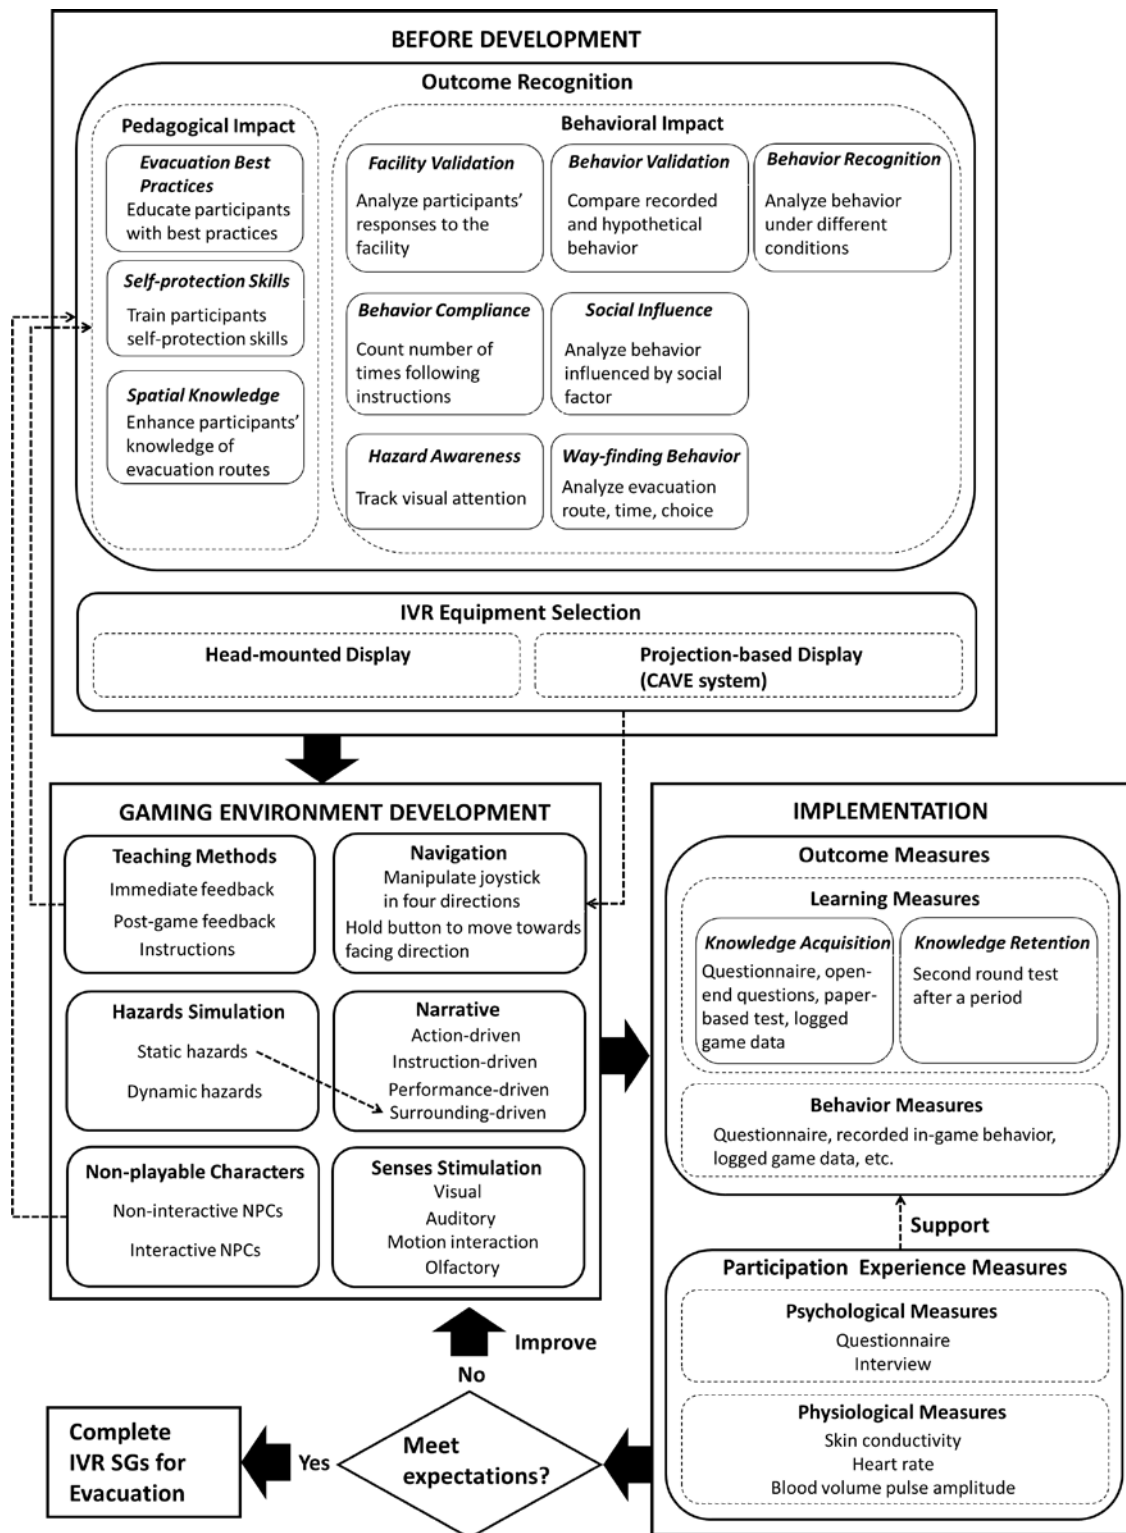 BEFORE DEVELOPMENT
Outcome Recognition
Pedagogical Impact
Evacuation Best
Practices
Educate participants
with best practices
Self-protection Skills
Train participants
self-protection skills
Spatial Knowledge
Enhance participants'
knowledge of
evacuation routes
Behavioral Impact
Facility Validation
Analyze participants'
responses to the
facility
Behavior Validation
Compare recorded
and hypothetical
behavior
Behavior Recognition
Analyze behavior
under different
conditions
Behavior Compliance
Count number of
times following
instructions
Social Influence
Analyze behavior
influenced by social
factor
Hazard Awareness
Track visual attention
Way-finding Behavior
Analyze evacuation
route, time, choice
IVR Equipment Selection
Head-mounted Display
Projection-based Display
(CAVE system)
GAMING ENVIRONMENT DEVELOPMENT
Teaching Methods
Immediate feedback
Post-game feedback
Instructions
Navigation
Manipulate joystick
in four directions
Hold button to move towards
facing direction
Hazards Simulation
Static hazards
Dynamic hazards
Narrative
Action-driven
Instruction-driven
Performance-driven
Surrounding-driven
Non-playable Characters
Non-interactive NPCs
Interactive NPCs
Senses Stimulation
Visual
Auditory
Motion interaction
Olfactory
IMPLEMENTATION
Outcome Measures
Learning Measures
Knowledge Acquisition
Questionnaire, open-
end questions, paper-
based test, logged
game data
Knowledge Retention
Second round test
after a period
Behavior Measures
Questionnaire, recorded in-game behavior,
logged game data, etc.
Support
Participation Experience Measures
Psychological Measures
Questionnaire
Interview
Physiological Measures
Skin conductivity
Heart rate
Blood volume pulse amplitude
Improve
No
Meet
expectations?
Yes
Complete
IVR SGs for
Evacuation